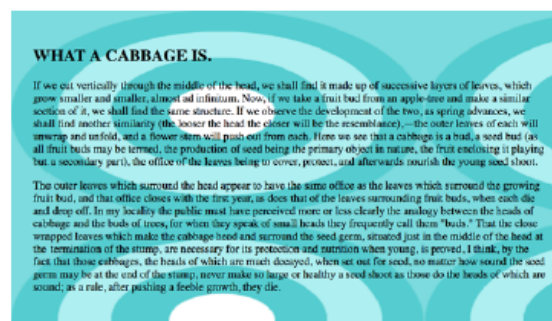 WHAT A CABBAGE IS.
If we cut vertically through the middle of the head, we shall find it made up of successive layers of leaves, which
grow smaller and smaller, almost ad infinitum. Now, if we take a fruit bud from an apple-tree and make a similar
section of it, we shall find the same structure. If we observe the development of the two, as spring advances, we
shall find another similarity (the looser the head the closer will be the resemblance),—the outer leaves of each will
unwrap and unfold, and a flower stem will push out from each. Here we see that a cabbage is a bud, a seed bud (as
all fruit buds may be termed, the production of seed being the primary object in nature, the fruit enclosing it playing
but a secondary part), the office of the leaves being to cover, protect, and afterwards nourish the young seed shoot.
The outer leaves which surround the head appear to have the same office as the leaves which surround the growing
fruit bud, and that office closes with the first year, as does that of the leaves surrounding fruit buds, when each die
and drop off. In my locality the public must have perceived more or less clearly the analogy between the heads of
cabbage and the buds of trees, for when they speak of small heads they frequently call them "buds." That the close
wrapped leaves which make the cabbage head and surround the seed germ, situated just in the middle of the head at
the termination of the stump, are necessary for its protection and nutrition when young, is proved, I think, by the
fact that those cabbages, the heads of which are much decayed, when set out for seed, no matter how sound the seed
germ may be at the end of the stump, never make so large or healthy a seed shoot as those do the heads of which are
sound; as a rule, after pushing a feeble growth, they die.